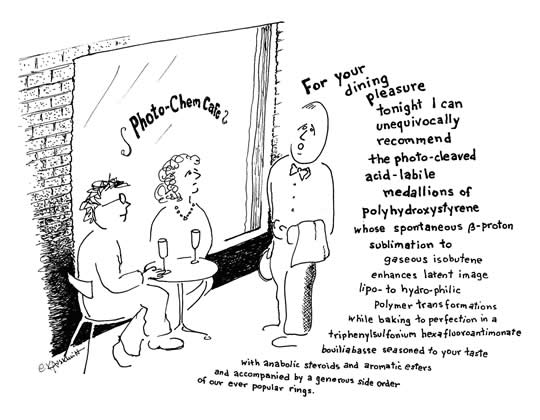 Photo-Chem Cafe
For your
dining
pleasure
tonight I can
unequivocally
recommend
the photo-cleaved
acid-labile
medallions of
polyhydroxystyrene
whose spontaneous β-proton
sublimation to
gaseous isobutene
enhances latent image
lipo- to hydro-philic
Polymer transformations
while baking to perfection in a
triphenylsulfonium hexafluoroantimonate
bouiliabasse seasoned to your taste
with anabolic steroids and aromatic esters
and accompanied by a generous side order
of our ever popular rings.